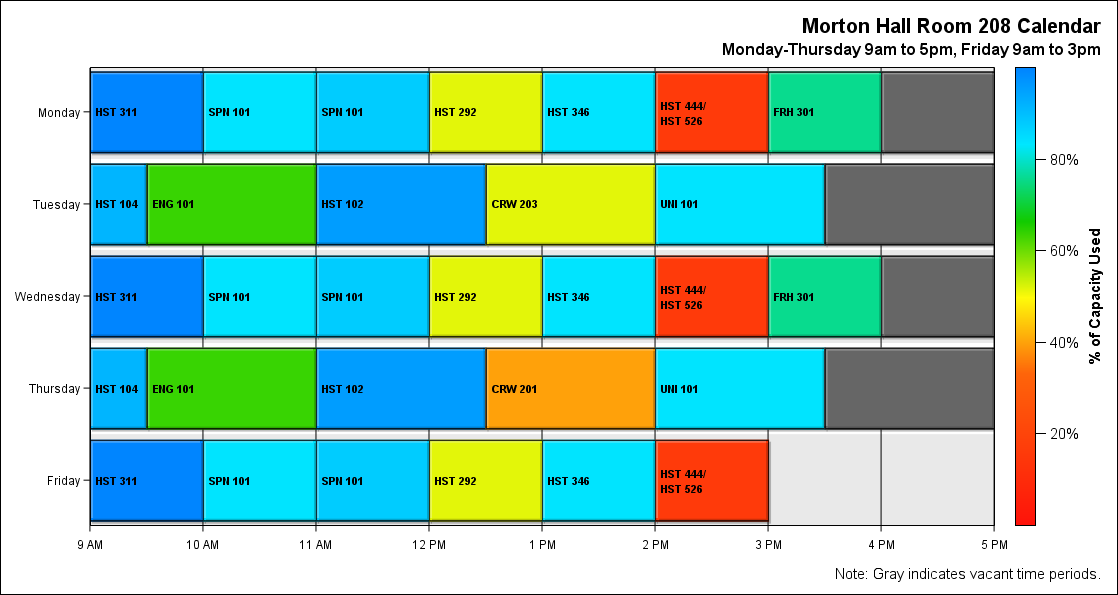 Morton Hall Room 208 Calendar
Monday-Thursday 9am to 5pm, Friday 9am to 3pm
Monday
HST 311
SPN 101
SPN 101
HST 292
HST 346
HST 444/
HST 526
FRH 301
Tuesday
HST 104
ENG 101
HST 102
CRW 203
UNI 101
Wednesday
HST 311
SPN 101
SPN 101
HST 292
HST 346
HST 444/
HST 526
FRH 301
Thursday
HST 104
ENG 101
HST 102
CRW 201
UNI 101
Friday
HST 311
SPN 101
SPN 101
HST 292
HST 346
HST 444/
HST 526
9 AM
10 AM
11 AM
12 PM
1 PM
2 PM
3 PM
4 PM
5 PM
80%
60%
40%
20%
% of Capacity Used
Note: Gray indicates vacant time periods.